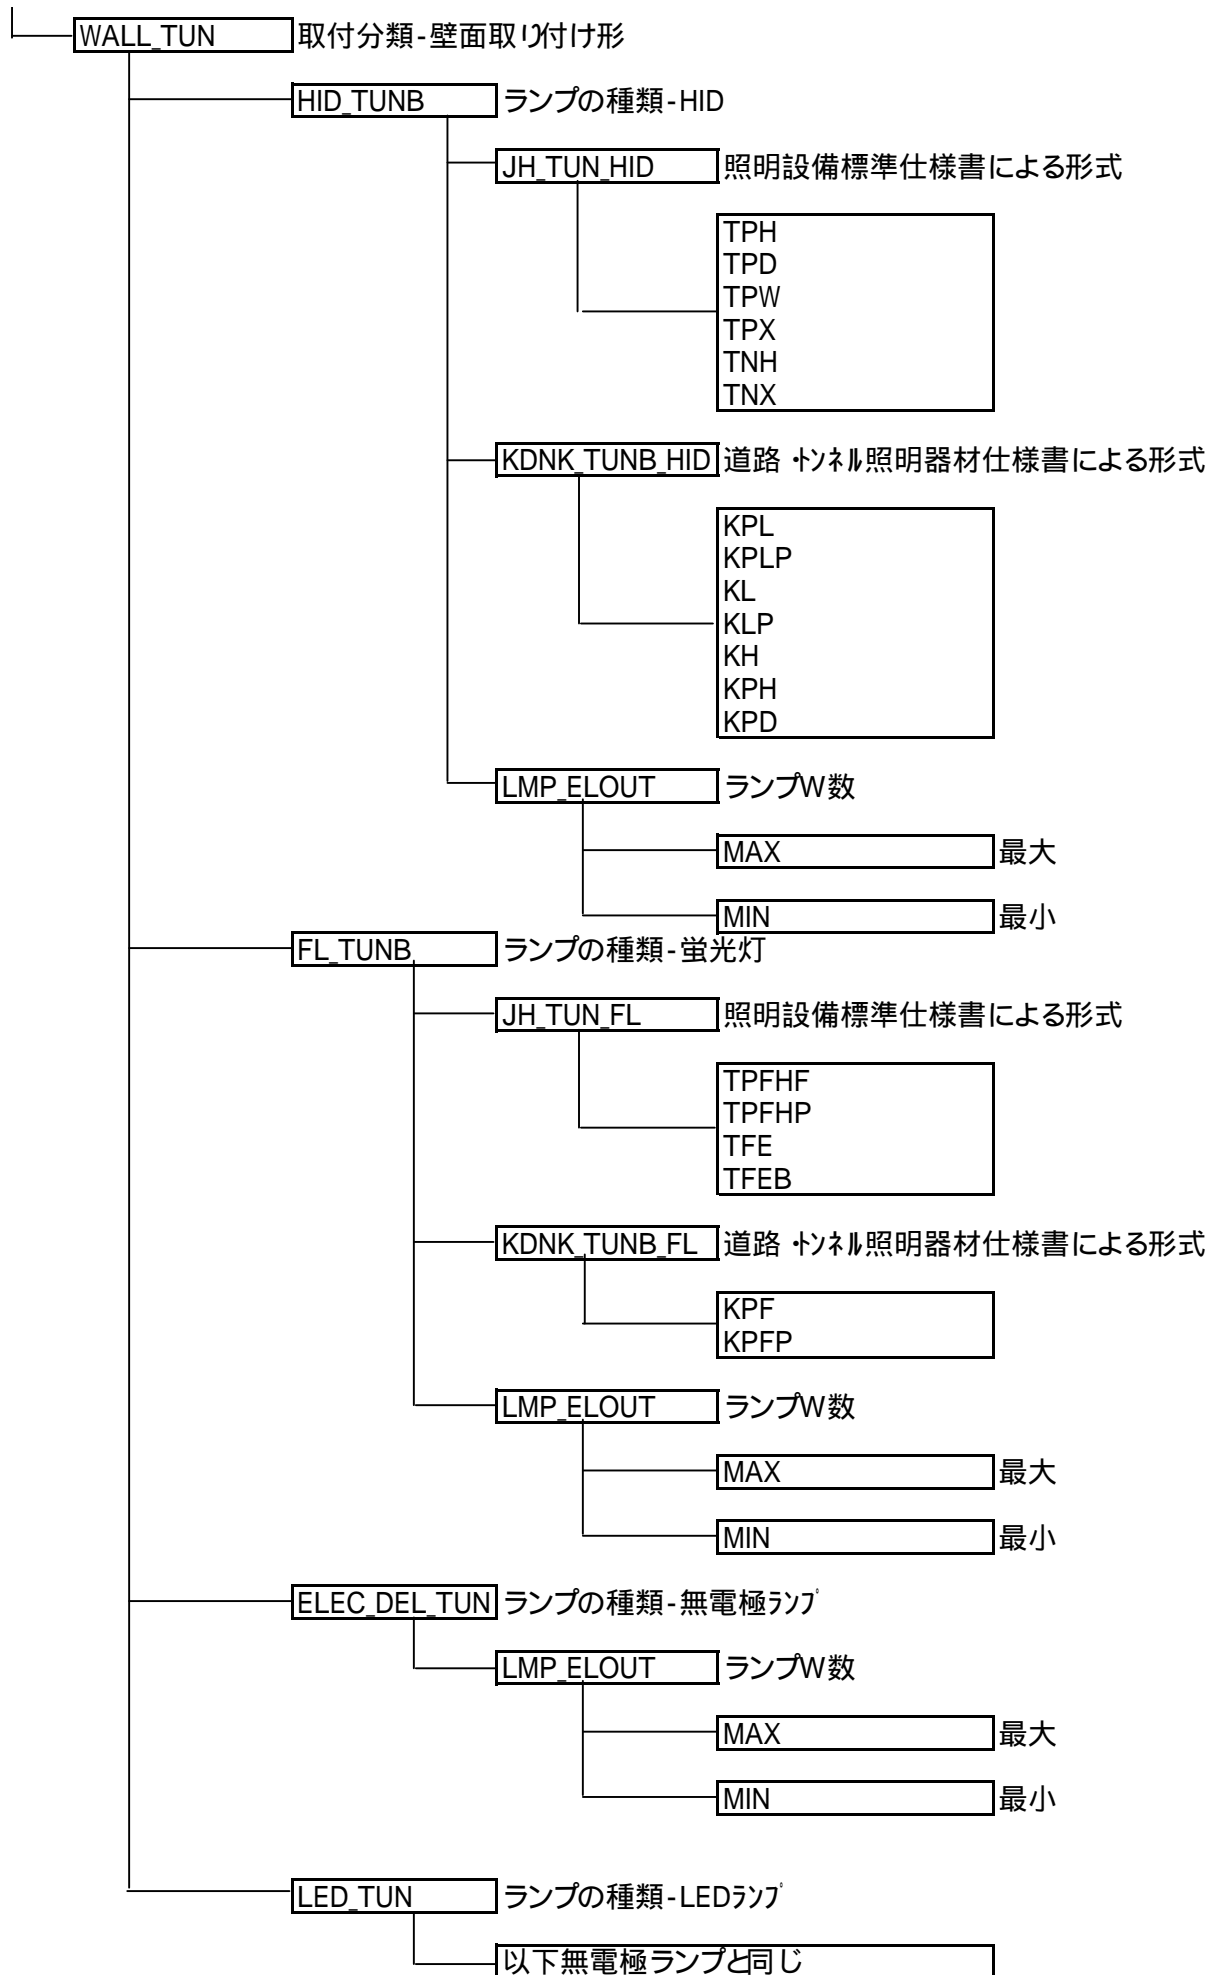 WALL_TUN 取付分類-壁面取り付け形
HID_TUNB ランプの種類-HID
JH_TUN_HID 照明設備標準仕様書による形式
TPH
TPD
TPW
TPX
TNH
TNX
KDNK_TUNB_HID 道路・ﾄﾝﾈﾙ照明器材仕様書による形式
KPL
KPLP
KL
KLP
KH
KPH
KPD
LMP_ELOUT ランプW数
MAX 最大
MIN 最小
FL_TUNB ランプの種類-蛍光灯
JH_TUN_FL 照明設備標準仕様書による形式
TPFHF
TPFHP
TFE
TFEB
KDNK_TUNB_FL 道路・ﾄﾝﾈﾙ照明器材仕様書による形式
KPF
KPFP
LMP_ELOUT ランプW数
MAX 最大
MIN 最小
ELEC_DEL_TUN ランプの種類-無電極ﾗﾝﾌﾟ
LMP_ELOUT ランプW数
MAX 最大
MIN 最小
LED_TUN ランプの種類-LEDﾗﾝﾌﾟ
以下無電極ランプと同じ